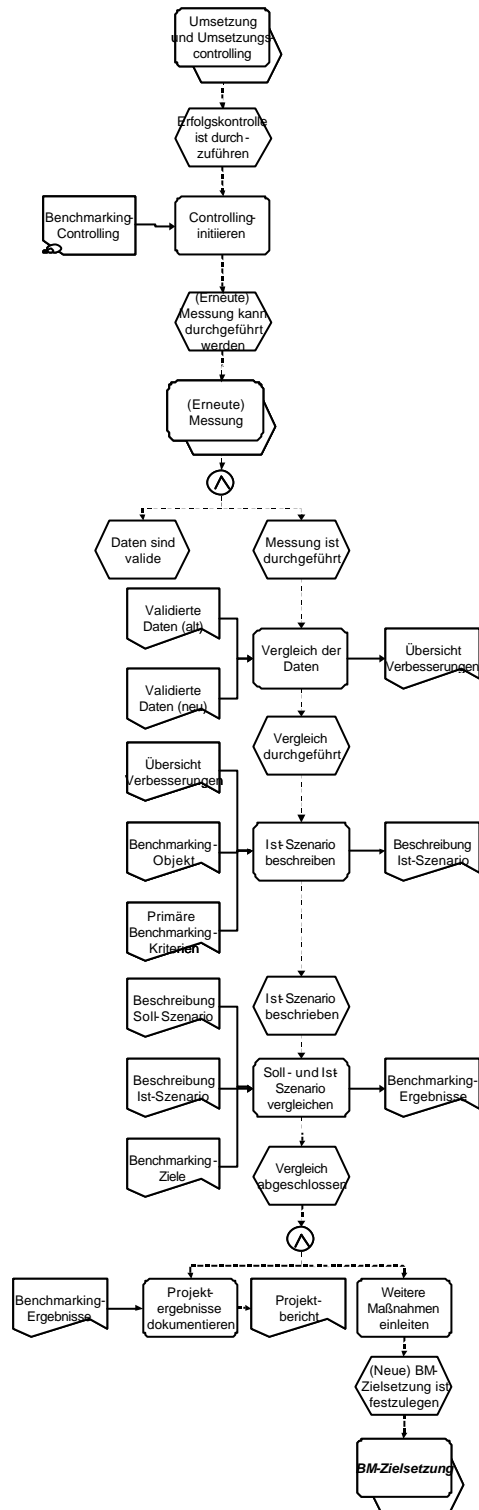 Umsetzung
und Umsetzungs-
controlling
Erfolgskontrolle
ist durch-
zuführen
Benchmarking-
Controlling
Controlling-
initiieren
(Erneute)
Messung kann
durchgeführt
werden
(Erneute)
Messung
Daten sind
valide
Messung ist
durchgeführt
Validierte
Daten (alt)
Vergleich der
Daten
Übersicht
Verbesserungen
Validierte
Daten (neu)
Vergleich
durchgeführt
Übersicht
Verbesserungen
Benchmarking-
Objekt
Ist-Szenario
beschreiben
Beschreibung
Ist-Szenario
Primäre
Benchmarking-
Kriterien
Ist-Szenario
beschrieben
Beschreibung
Soll-Szenario
Beschreibung
Ist-Szenario
Soll- und Ist-
Szenario
vergleichen
Benchmarking-
Ergebnisse
Benchmarking-
Ziele
Vergleich
abgeschlossen
Benchmarking-
Ergebnisse
Projekt-
ergebnisse
dokumentieren
Projekt-
bericht
Weitere
Maßnahmen
einleiten
(Neue) BM-
Zielsetzung ist
festzulegen
BM-Zielsetzung